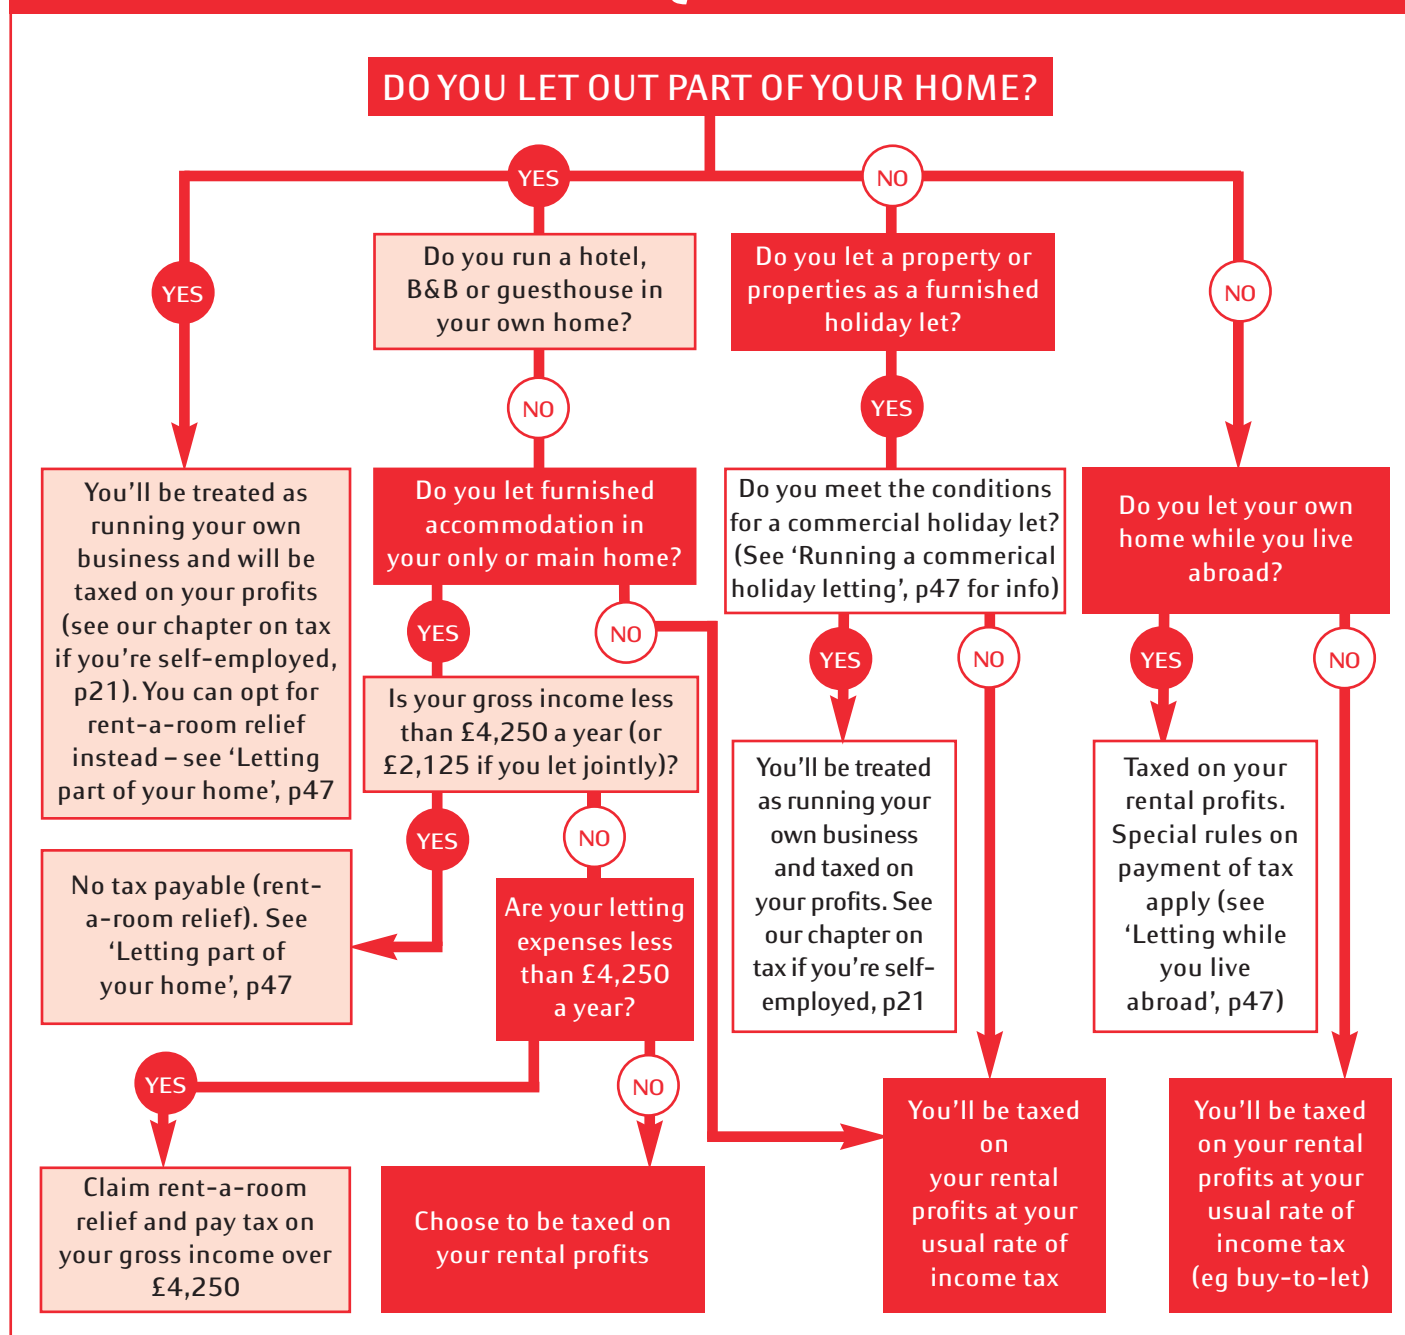 DO YOU LET OUT PART OF YOUR HOME?
YES
NO
Do you run a hotel,
B&B or guesthouse in
your own home?
Do you let a property or
properties as a furnished
holiday let?
YES
NO
NO
YES
You’ll be treated as
running your own
business and will be
taxed on your profits
(see our chapter on tax
if you’re self-employed,
p21). You can opt for
rent-a-room relief
instead – see ‘Letting
part of your home’, p47
Do you let furnished
accommodation in
your only or main home?
Do you meet the conditions
for a commercial holiday let?
(See ‘Running a commerical
holiday letting’, p47 for info)
Do you let your own
home while you live
abroad?
YES
NO
YES
NO
YES
NO
Is your gross income less
than £4,250 a year (or
£2,125 if you let jointly)?
You’ll be treated
as running your
own business
and taxed on
your profits. See
our chapter on
tax if you’re self-
employed, p21
Taxed on your
rental profits.
Special rules on
payment of tax
apply (see
‘Letting while
you live
abroad’, p47)
YES
NO
No tax payable (rent-
a-room relief). See
‘Letting part of
your home’, p47
Are your letting
expenses less
than £4,250
a year?
YES
NO
Claim rent-a-room
relief and pay tax on
your gross income over
£4,250
Choose to be taxed on
your rental profits
You’ll be taxed
on
your rental
profits at your
usual rate of
income tax
You’ll be taxed
on your rental
profits at your
usual rate of
income tax
(eg buy-to-let)